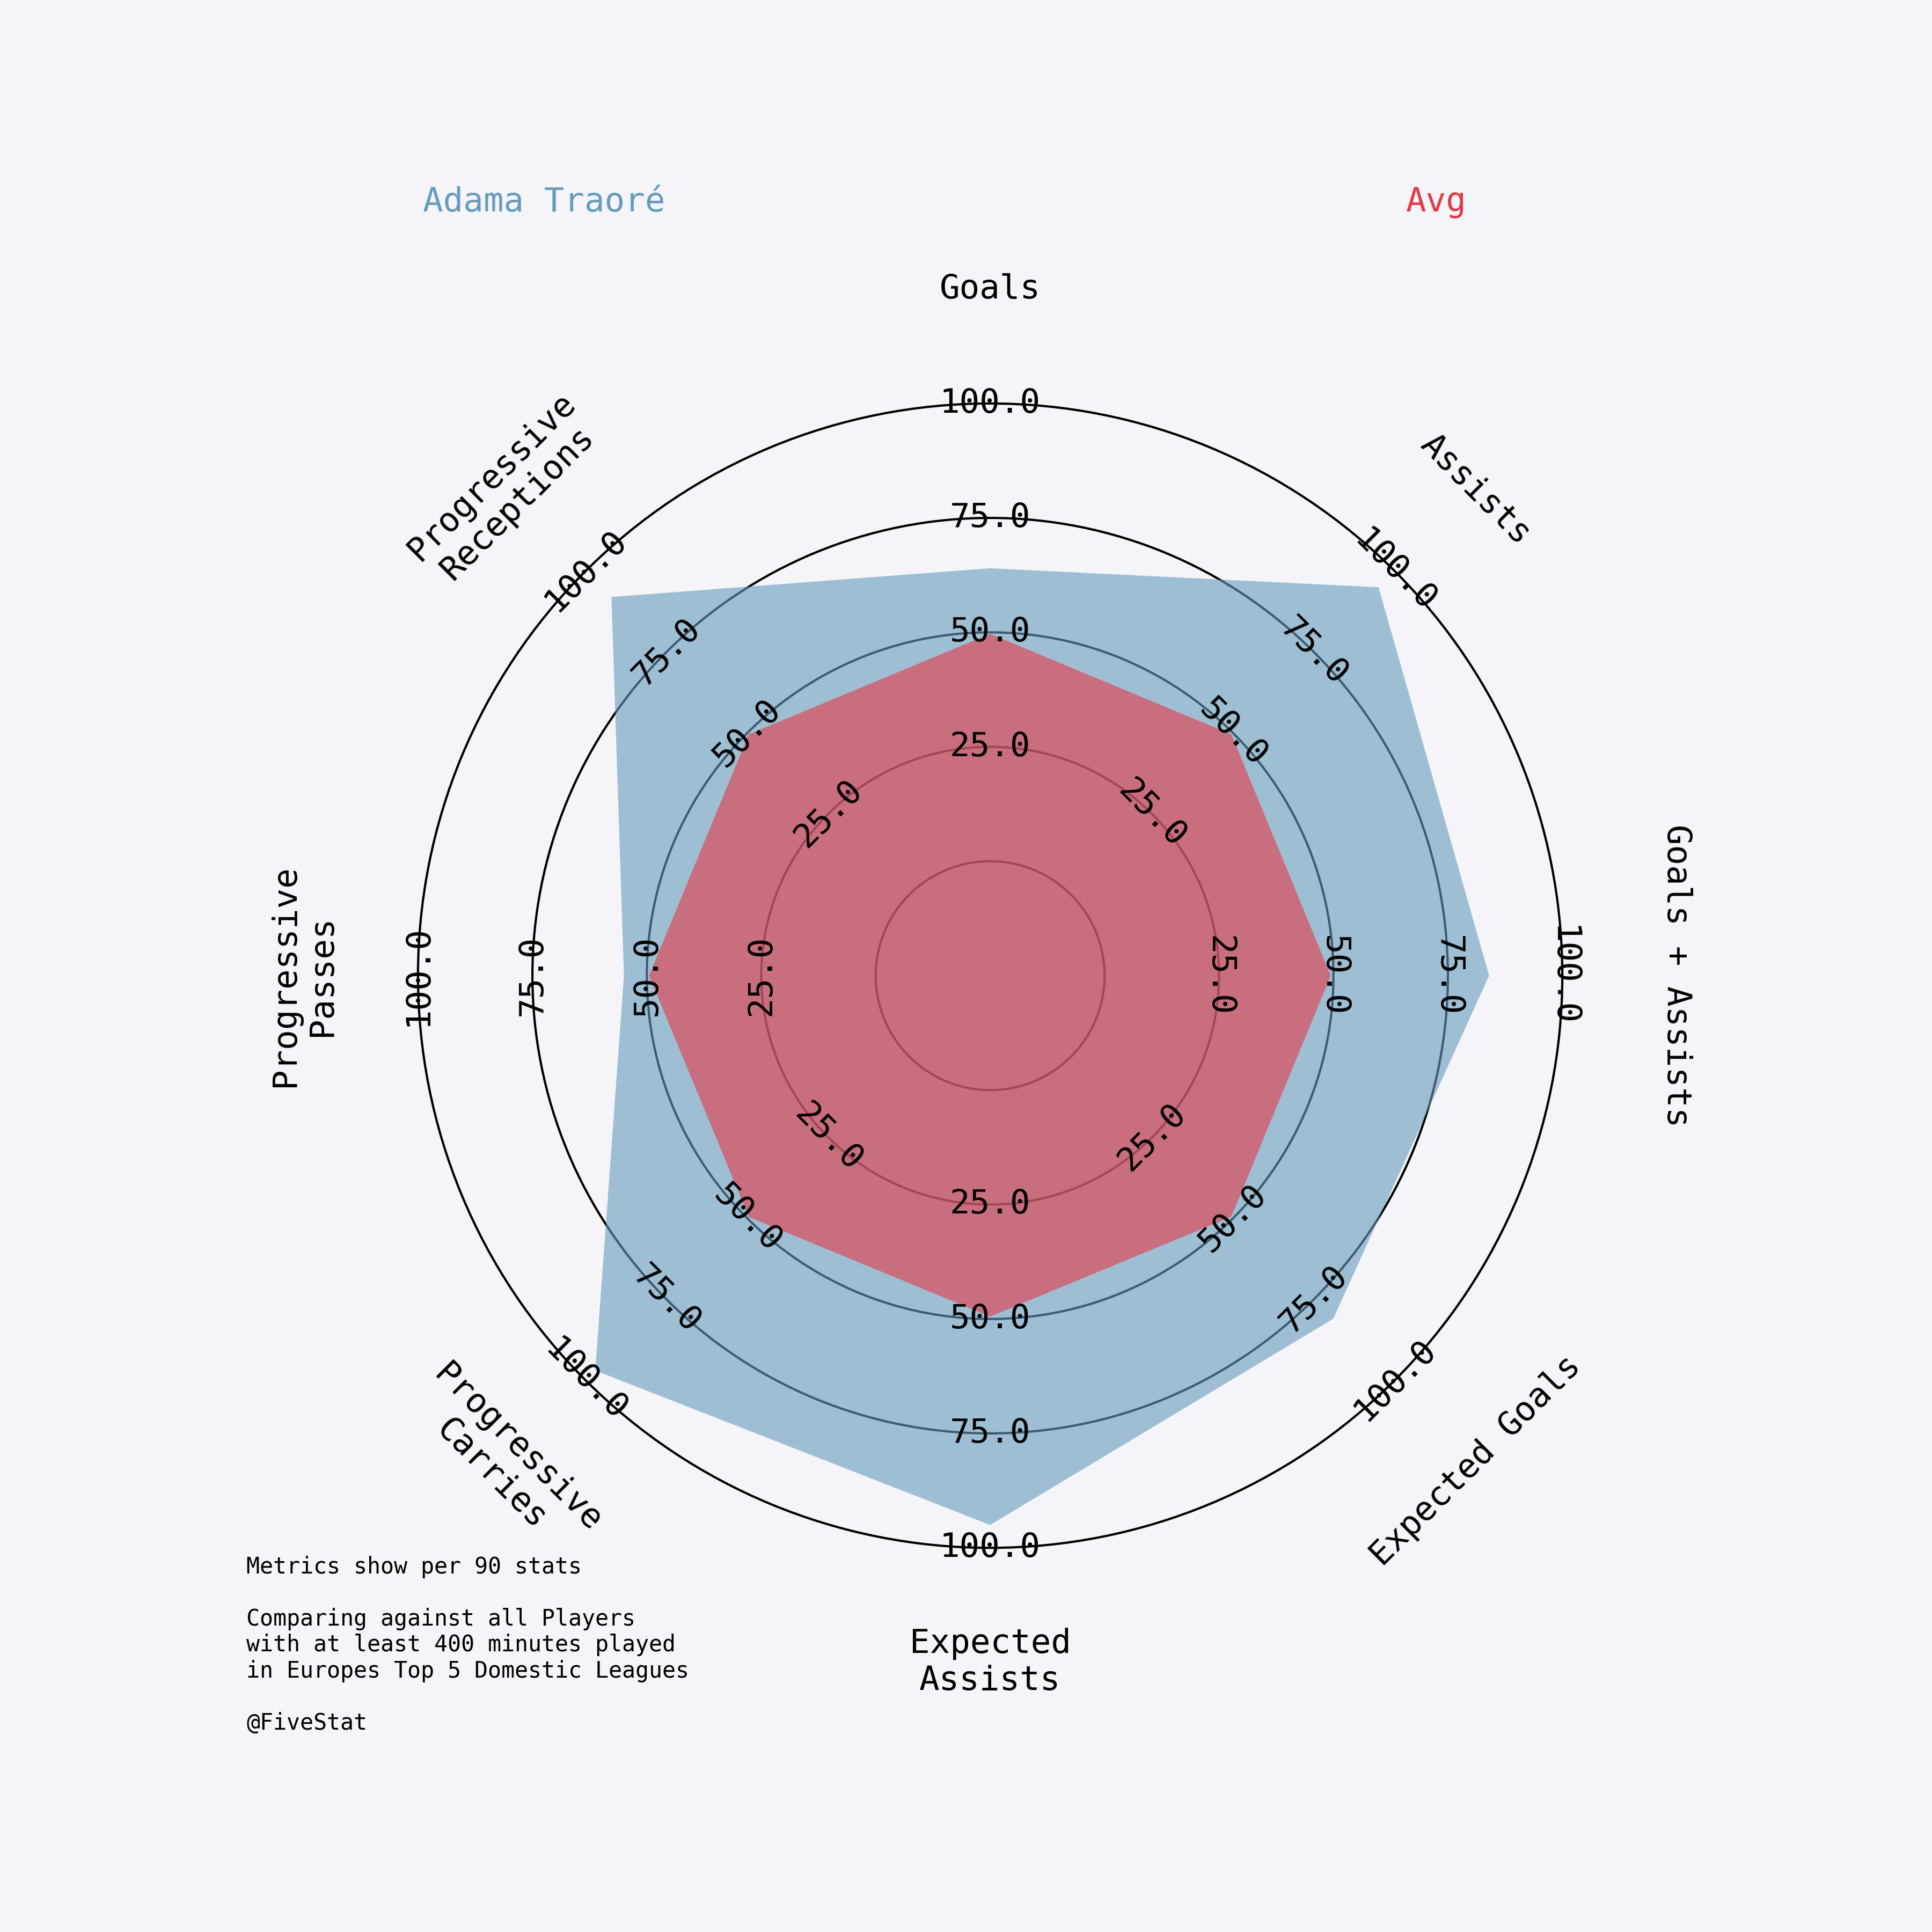 Adama Traoré
Avg
Goals
Assists
Goals + Assists
Expected Goals
Expected
Assists
Progressive
Carries
Progressive
Passes
Progressive
Receptions
25.0
50.0
75.0
100.0
25.0
50.0
75.0
100.0
25.0
50.0
75.0
100.0
25.0
50.0
75.0
100.0
25.0
50.0
75.0
100.0
25.0
50.0
75.0
100.0
25.0
50.0
75.0
100.0
25.0
50.0
75.0
100.0
Metrics show per 90 stats
Comparing against all Players
with at least 400 minutes played
in Europes Top 5 Domestic Leagues
@FiveStat